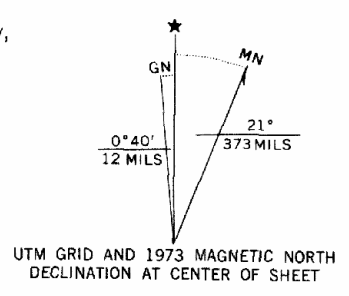 ★
MN
GN
0°40'
12 MILS
21°
373 MILS
UTM GRID AND 1973 MAGNETIC NORTH
DECLINATION AT CENTER OF SHEET